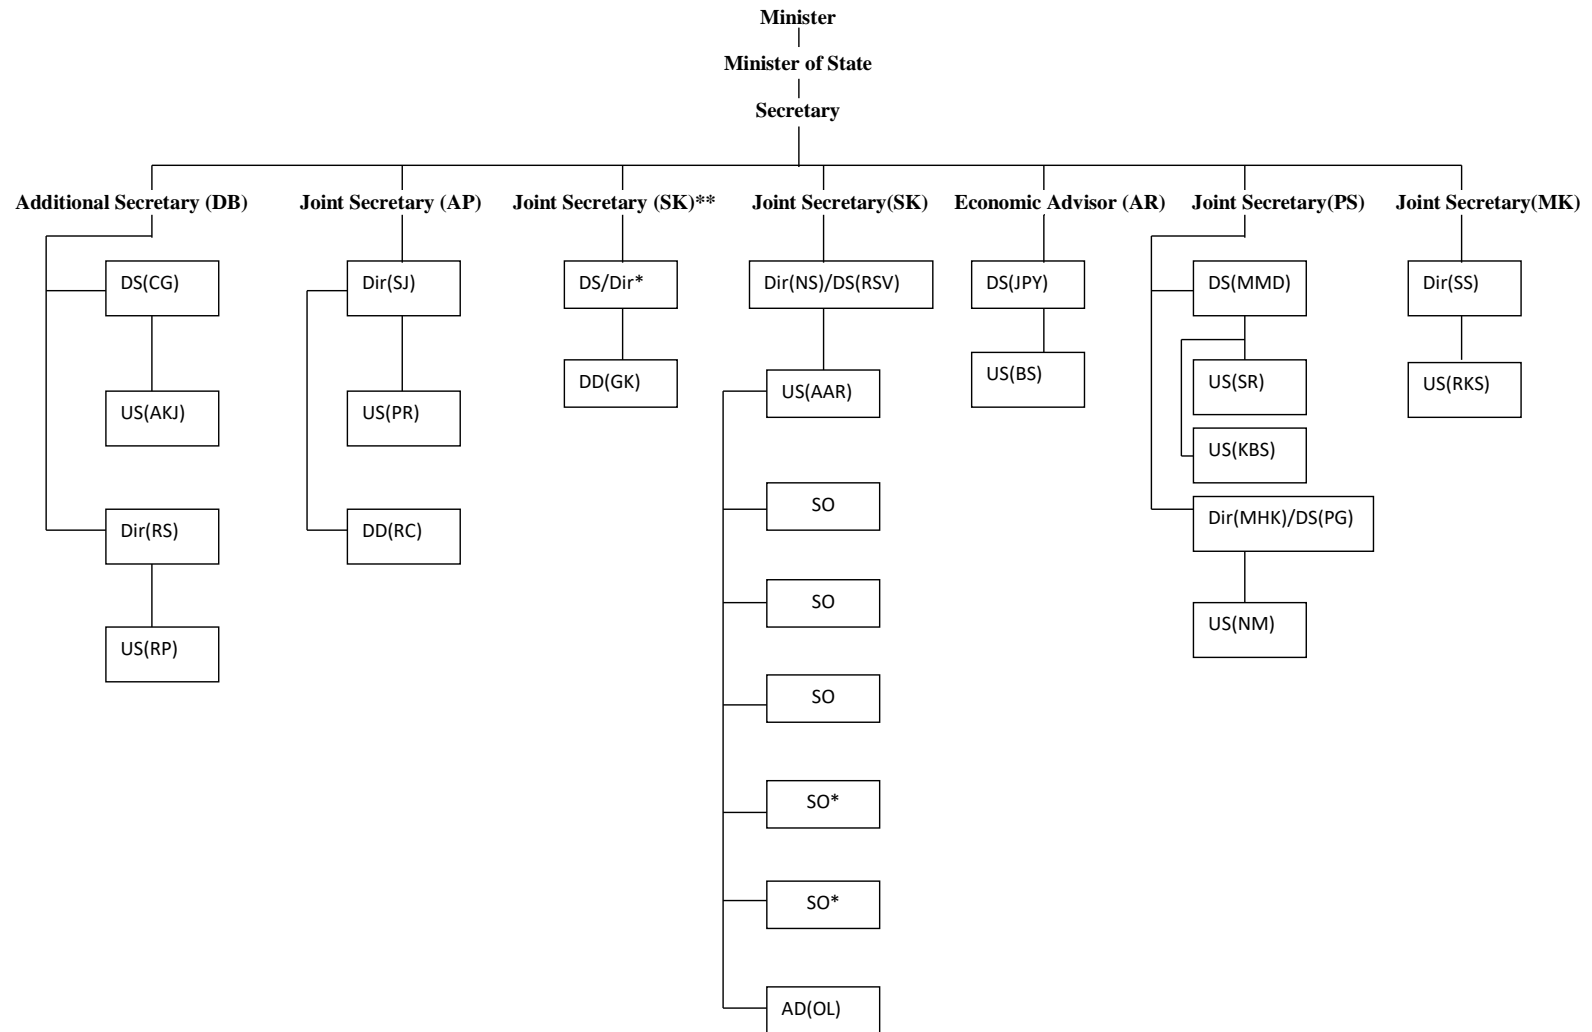 Minister
Minister of State
Secretary
Additional Secretary (DB)
Joint Secretary (AP)
Joint Secretary (SK)**
Joint Secretary(SK)
Economic Advisor (AR)
Joint Secretary(PS)
Joint Secretary(MK)
DS(CG)
US(AKJ)
Dir(RS)
US(RP)
Dir(SJ)
US(PR)
DD(RC)
DS/Dir*
DD(GK)
Dir(NS)/DS(RSV)
US(AAR)
SO
SO
SO
SO*
SO*
AD(OL)
DS(JPY)
US(BS)
DS(MMD)
US(SR)
US(KBS)
Dir(MHK)/DS(PG)
US(NM)
Dir(SS)
US(RKS)